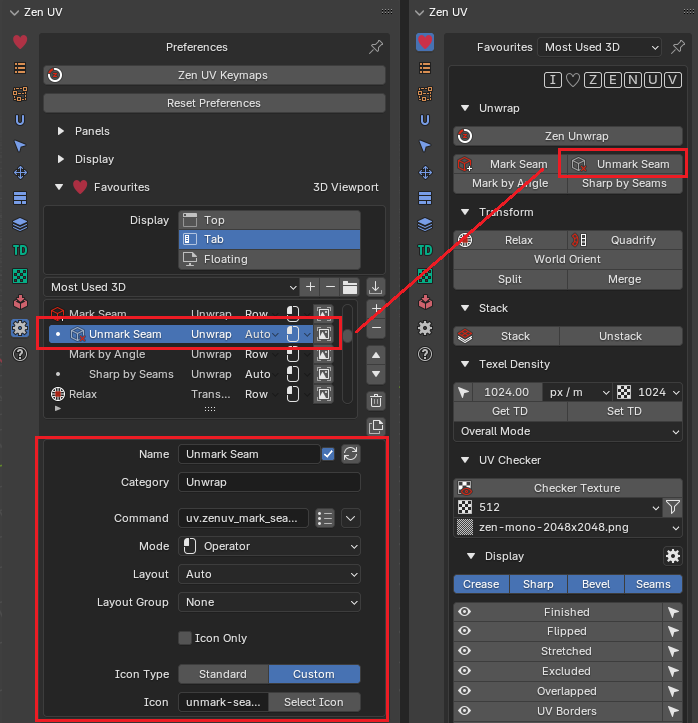 Zen UV
Preferences
Zen UV Keymaps
Reset Preferences
Panels
Display
Favourites 3D Viewport
Display Top
Tab
Floating
Most Used 3D
Mark Seam Unwrap Row
Unmark Seam Unwrap Auto
Mark by Angle Unwrap Row
Sharp by Seams Auto
Relax Trans... Row
Name Unmark Seam
Category Unwrap
Command uv.zenuv_mark_sea...
Mode Operator
Layout Auto
Layout Group None
Icon Only
Icon Type Standard Custom
Icon unmark-sea... Select Icon
U
TD
?
Zen UV
Favourites Most Used 3D
I ♡ Z E N U V
Unwrap
Zen Unwrap
Mark Seam Unmark Seam
Mark by Angle Sharp by Seams
Transform
Relax Quadrify
World Orient
Split Merge
Stack
Stack Unstack
Texel Density
1024.00 px / m 1024
Get TD Set TD
Overall Mode
UV Checker
Checker Texture
512
zen-mono-2048x2048.png
Display
Crease Sharp Bevel Seams
Finished
Flipped
Stretched
Excluded
Overlapped
UV Borders
U
TD
?